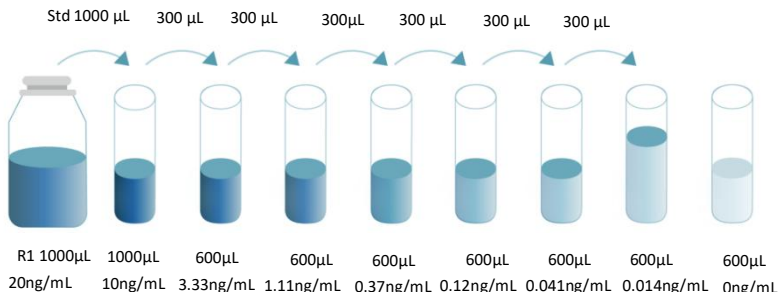 Std 1000 µL 300 µL 300 µL 300µL 300 µL 300 µL 300 µL
R1 1000µL 1000µL 600µL 600µL 600µL 600µL 600µL 600µL 600µL
20ng/mL 10ng/mL 3.33ng/mL 1.11ng/mL 0.37ng/mL 0.12ng/mL 0.041ng/mL 0.014ng/mL 0ng/mL